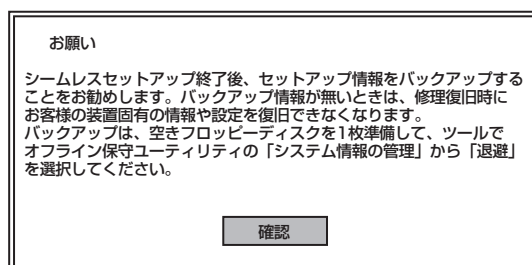 お願い
シームレスセットアップ終了後、セットアップ情報をバックアップする
ことをお勧めします。バックアップ情報が無いときは、修理復旧時に
お客様の装置固有の情報や設定を復旧できなくなります。
バックアップは、空きフロッピーディスクを1枚準備して、ツールで
オフライン保守ユーティリティの「システム情報の管理」から「退避」
を選択してください。
確認